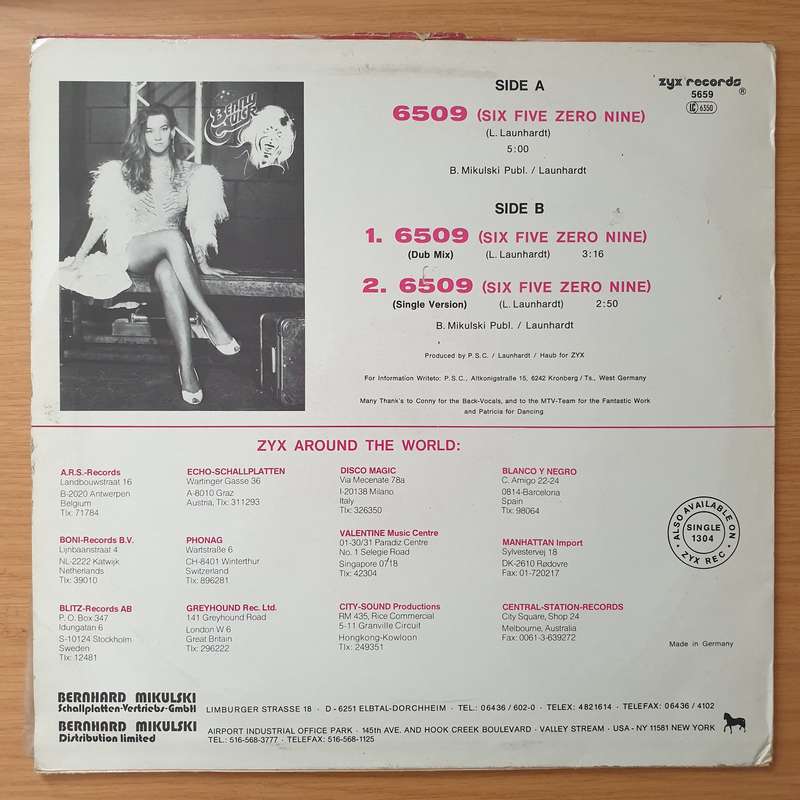 BENNY
SIDE A
6509 (SIX FIVE ZERO NINE)
(L. Launhardt)
5:00
B. Mikulski Publ. / Launhardt
zyx records
5659 ®
LC 6350
SIDE B
1. 6509 (SIX FIVE ZERO NINE)
(Dub Mix) (L. Launhardt) 3:16
2. 6509 (SIX FIVE ZERO NINE)
(Single Version) (L. Launhardt) 2:50
B. Mikulski Publ. / Launhardt
Produced by P.S.C. / Launhardt / Haub for ZYX
For Information Writeto: P.S.C., Altkonigstraße 15, 6242 Kronberg / Ts., West Germany
Many Thank's to Conny for the Back-Vocals, and to the MTV-Team for the Fantastic Work
and Patricia for Dancing
ZYX AROUND THE WORLD:
A.R.S.-Records
Landbouwstraat 16
B-2020 Antwerpen
Belgium
Tlx: 71784
ECHO-SCHALLPLATTEN
Wartinger Gasse 36
A-8010 Graz
Austria, Tlx: 311293
DISCO MAGIC
Via Mecenate 78a
I-20138 Milano
Italy
Tlx: 326350
BLANCO Y NEGRO
C. Amigo 22-24
0814-Barcelona
Spain
Tlx: 98064
BONI-Records B.V.
Lijnbaanstraat 4
NL-2222 Katwijk
Netherlands
Tlx: 39010
PHONAG
Wartstraße 6
CH-8401 Winterthur
Switzerland
Tlx: 896281
VALENTINE Music Centre
01-30/31 Paradiz Centre
No. 1 Selegie Road
Singapore 0718
Tlx: 42304
MANHATTAN Import
Sylvestervej 18
DK-2610 Rødovre
Fax: 01-720217
BLITZ-Records AB
P. O. Box 347
Idungatan 6
S-10124 Stockholm
Sweden
Tlx: 12481
GREYHOUND Rec. Ltd.
141 Greyhound Road
London W 6
Great Britain
Tlx: 296222
CITY-SOUND Productions
RM 435, Rice Commercial
5-11 Granville Circuit
Hongkong-Kowloon
Tlx: 249351
CENTRAL-STATION-RECORDS
City Square, Shop 24
Melbourne, Australia
Fax: 0061-3-639272
• ALSO AVAILABLE ON •
SINGLE
1304
ZYX REC
Made in Germany
BERNHARD MIKULSKI
Schallplatten-Vertriebs-GmbH LIMBURGER STRASSE 18 · D-6251 ELBTAL-DORCHHEIM · TEL.: 06436 / 602-0 · TELEX: 4821614 · TELEFAX: 06436 / 4102
BERNHARD MIKULSKI
Distribution limited
AIRPORT INDUSTRIAL OFFICE PARK · 145th AVE. AND HOOK CREEK BOULEVARD · VALLEY STREAM · USA - NY 11581 NEW YORK
TEL.: 516-568-3777 · TELEFAX: 516-568-1125